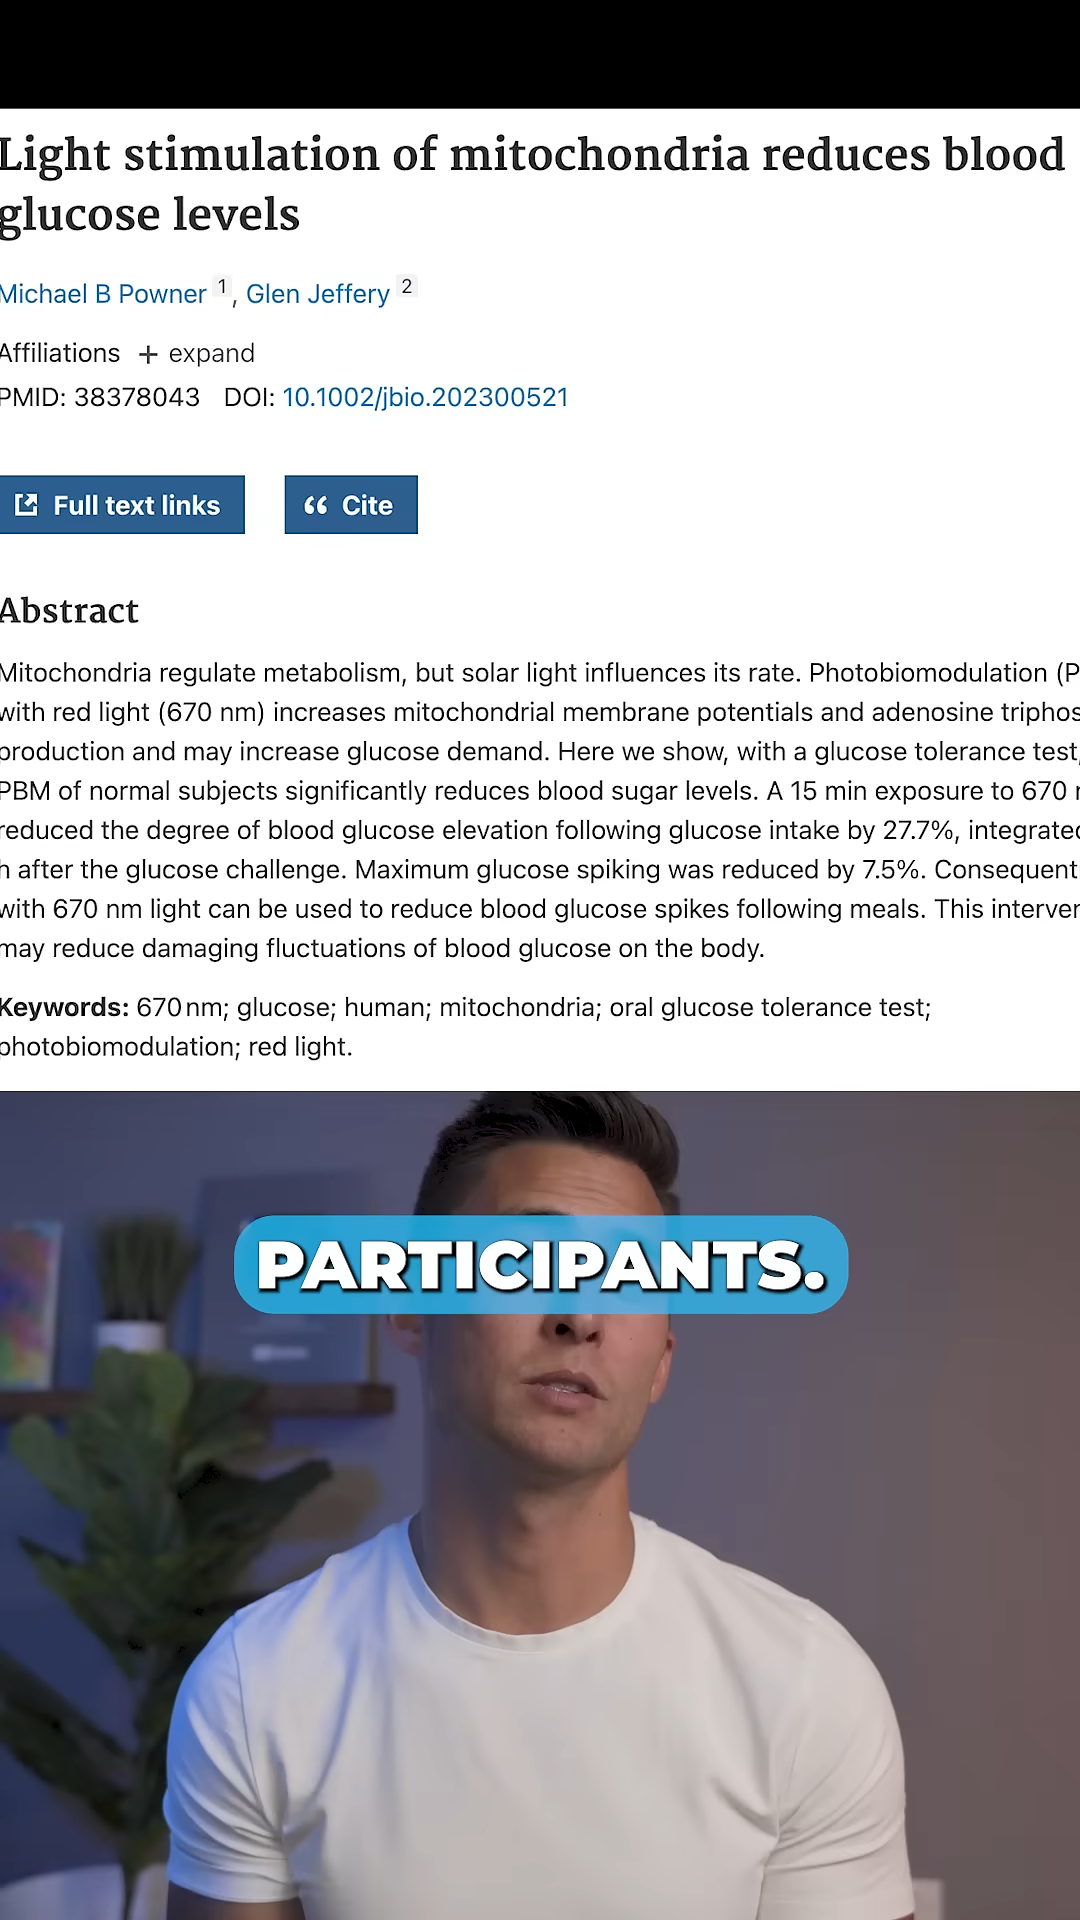 Light stimulation of mitochondria reduces blood
glucose levels
Michael B Powner 1, Glen Jeffery 2
Affiliations + expand
PMID: 38378043 DOI: 10.1002/jbio.202300521
Full text links
Cite
Abstract
Mitochondria regulate metabolism, but solar light influences its rate. Photobiomodulation (P
with red light (670 nm) increases mitochondrial membrane potentials and adenosine triphos
production and may increase glucose demand. Here we show, with a glucose tolerance test,
PBM of normal subjects significantly reduces blood sugar levels. A 15 min exposure to 670 n
reduced the degree of blood glucose elevation following glucose intake by 27.7%, integrated
h after the glucose challenge. Maximum glucose spiking was reduced by 7.5%. Consequent
with 670 nm light can be used to reduce blood glucose spikes following meals. This interver
may reduce damaging fluctuations of blood glucose on the body.
Keywords: 670 nm; glucose; human; mitochondria; oral glucose tolerance test;
photobiomodulation; red light.
PARTICIPANTS.